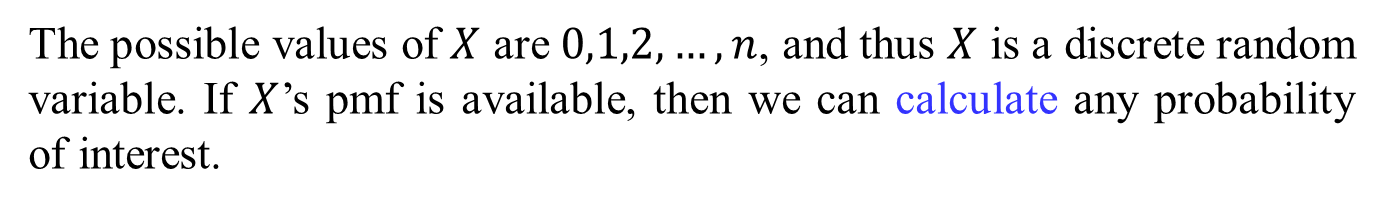 The possible values of X are 0,1,2, … , n, and thus X is a discrete random
variable. If X’s pmf is available, then we can calculate any probability
of interest.